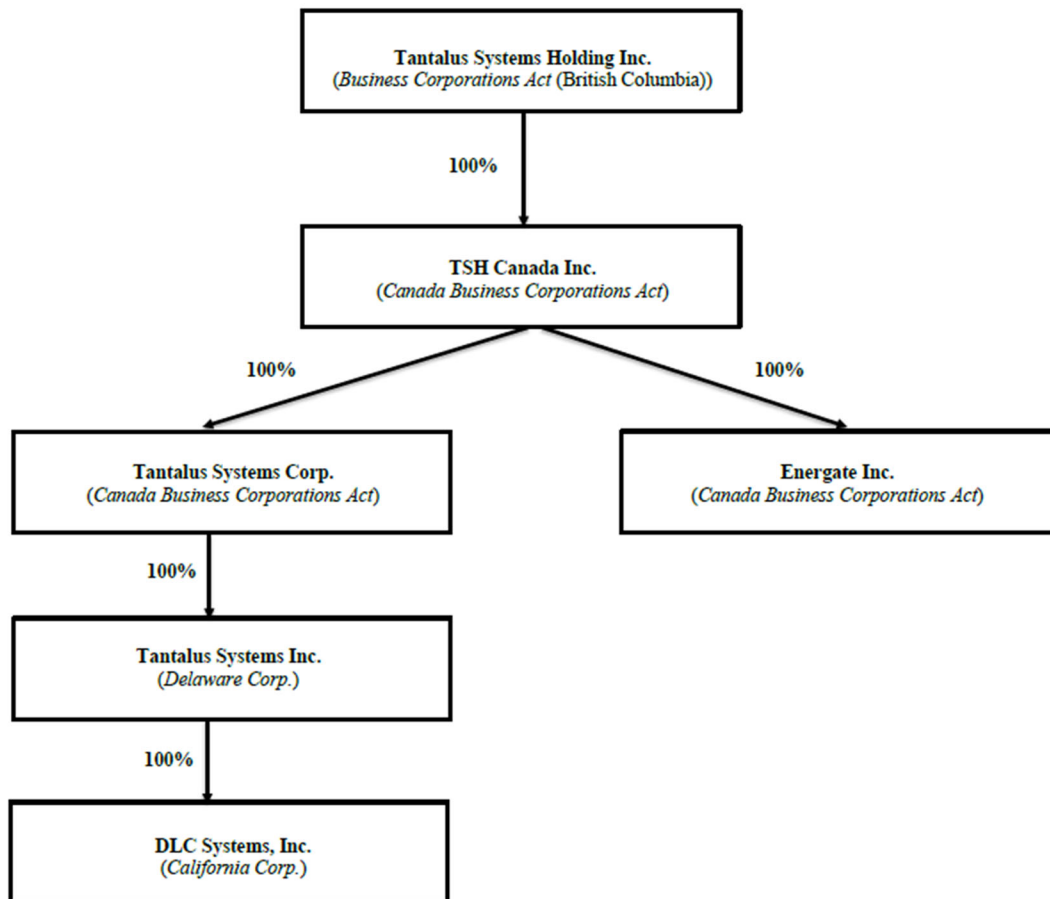 Tantalus Systems Holding Inc.
(Business Corporations Act (British Columbia))
100%
TSH Canada Inc.
(Canada Business Corporations Act)
100%
100%
Tantalus Systems Corp.
(Canada Business Corporations Act)
Energate Inc.
(Canada Business Corporations Act)
100%
Tantalus Systems Inc.
(Delaware Corp.)
100%
DLC Systems, Inc.
(California Corp.)